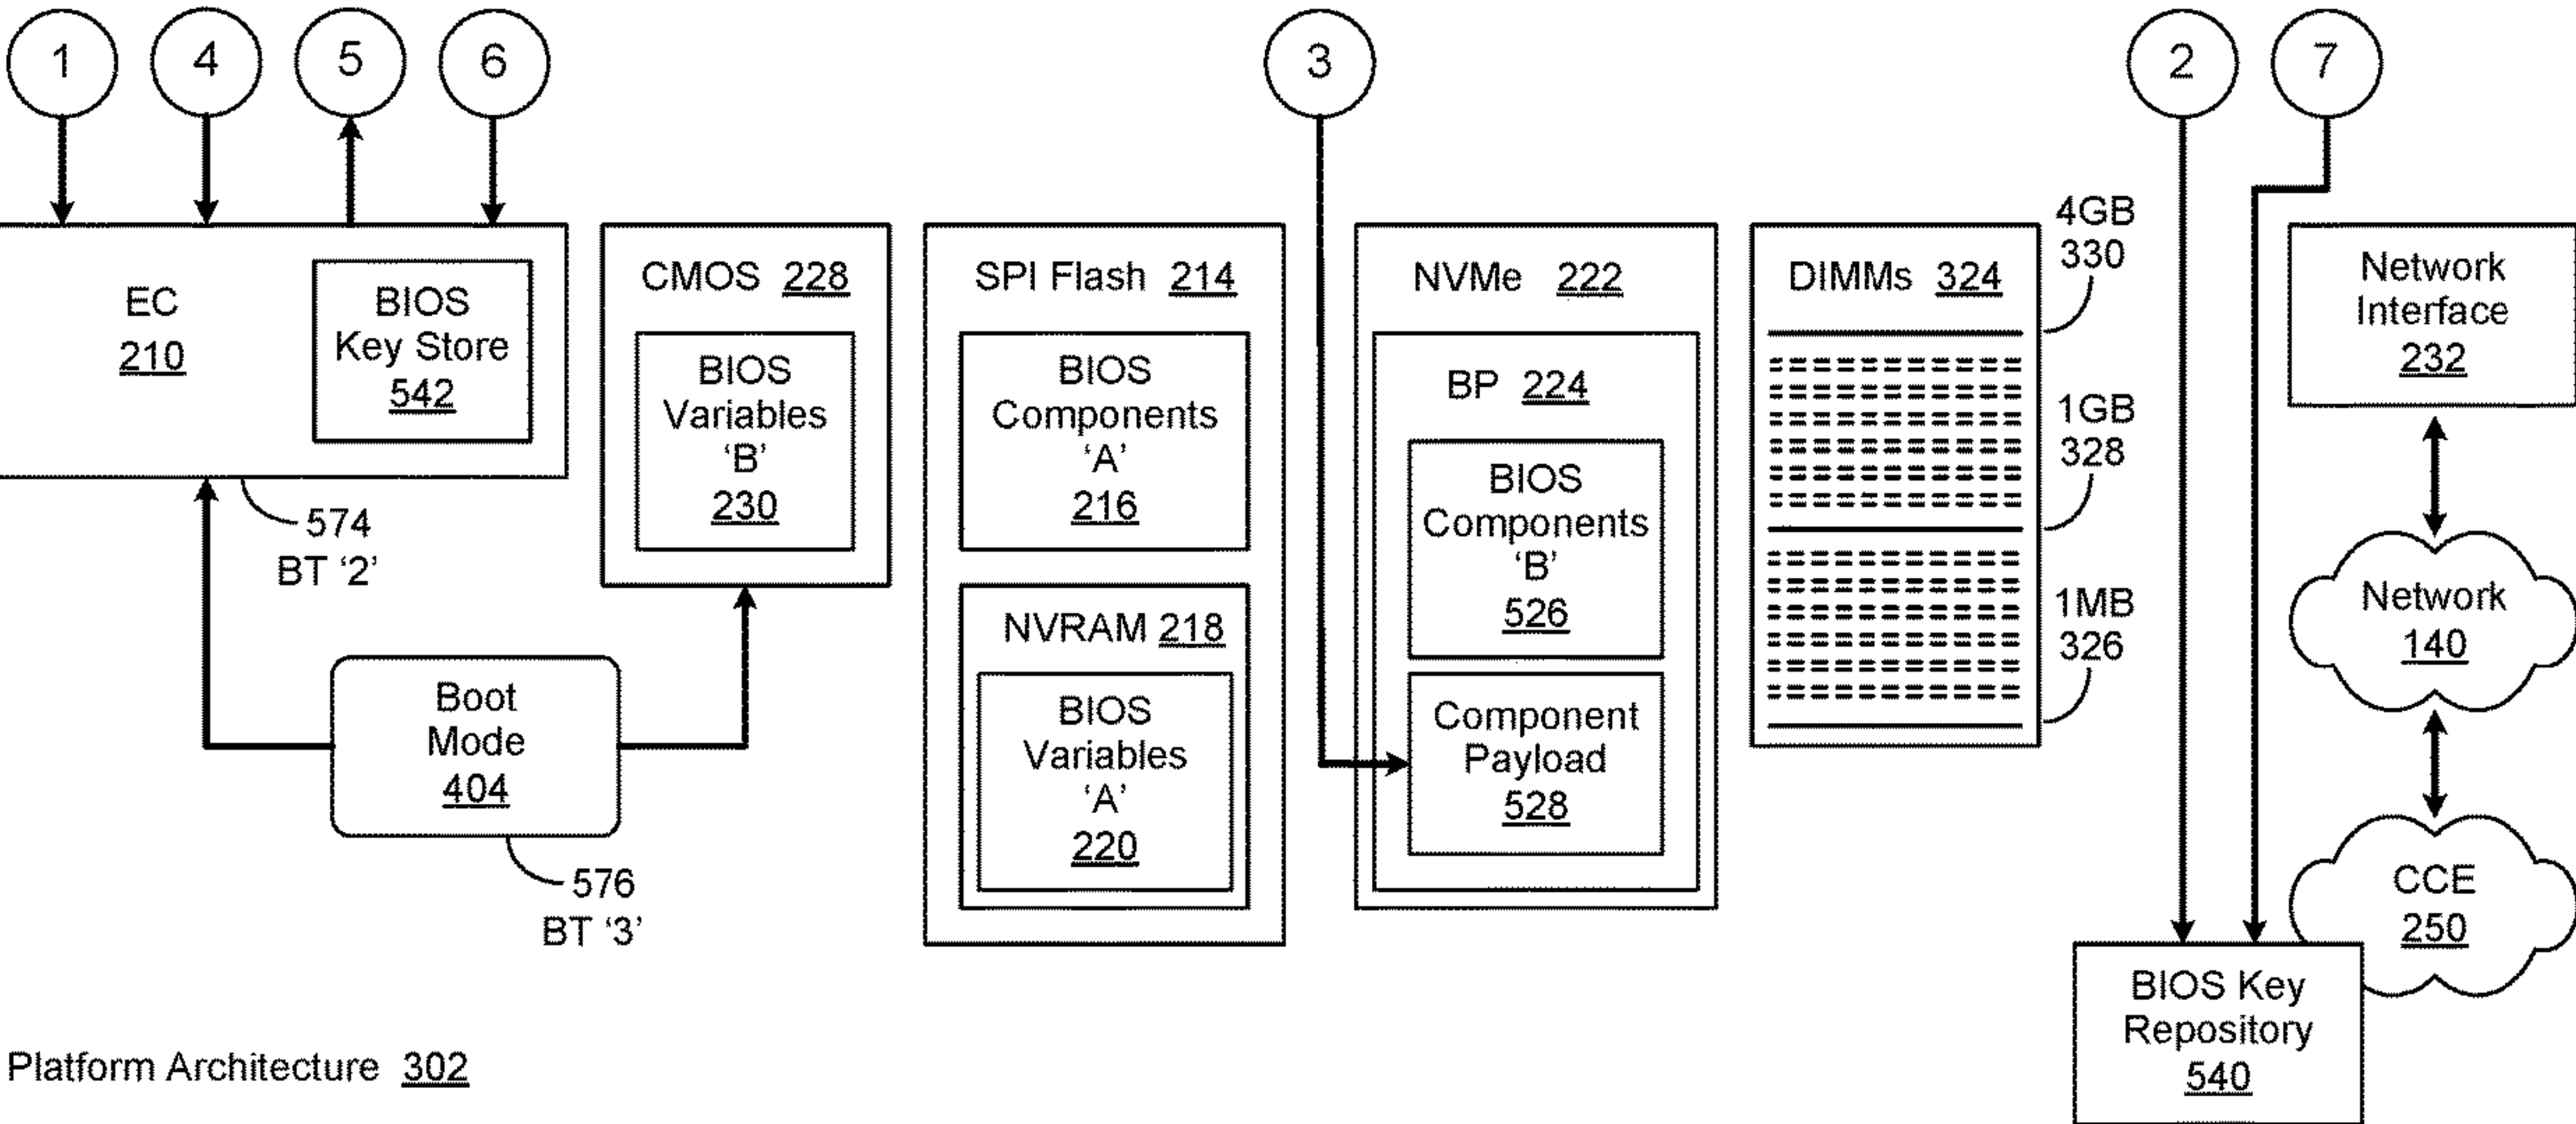 1
4
5
6
3
2
7
EC
210
BIOS
Key Store
542
574
BT ‘2’
CMOS 228
BIOS
Variables
‘B’
230
Boot
Mode
404
576
BT ‘3’
SPI Flash 214
BIOS
Components
‘A’
216
NVRAM 218
BIOS
Variables
‘A’
220
NVMe 222
BP 224
BIOS
Components
‘B’
526
Component
Payload
528
DIMMs 324
4GB
330
1GB
328
1MB
326
Network
Interface
232
Network
140
CCE
250
BIOS Key
Repository
540
Platform Architecture 302